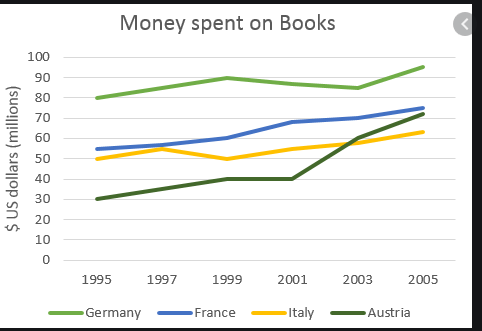 Money spent on Books
$ US dollars (millions)
100
90
80
70
60
50
40
30
20
10
0
1995 1997 1999 2001 2003 2005
Germany France Italy Austria